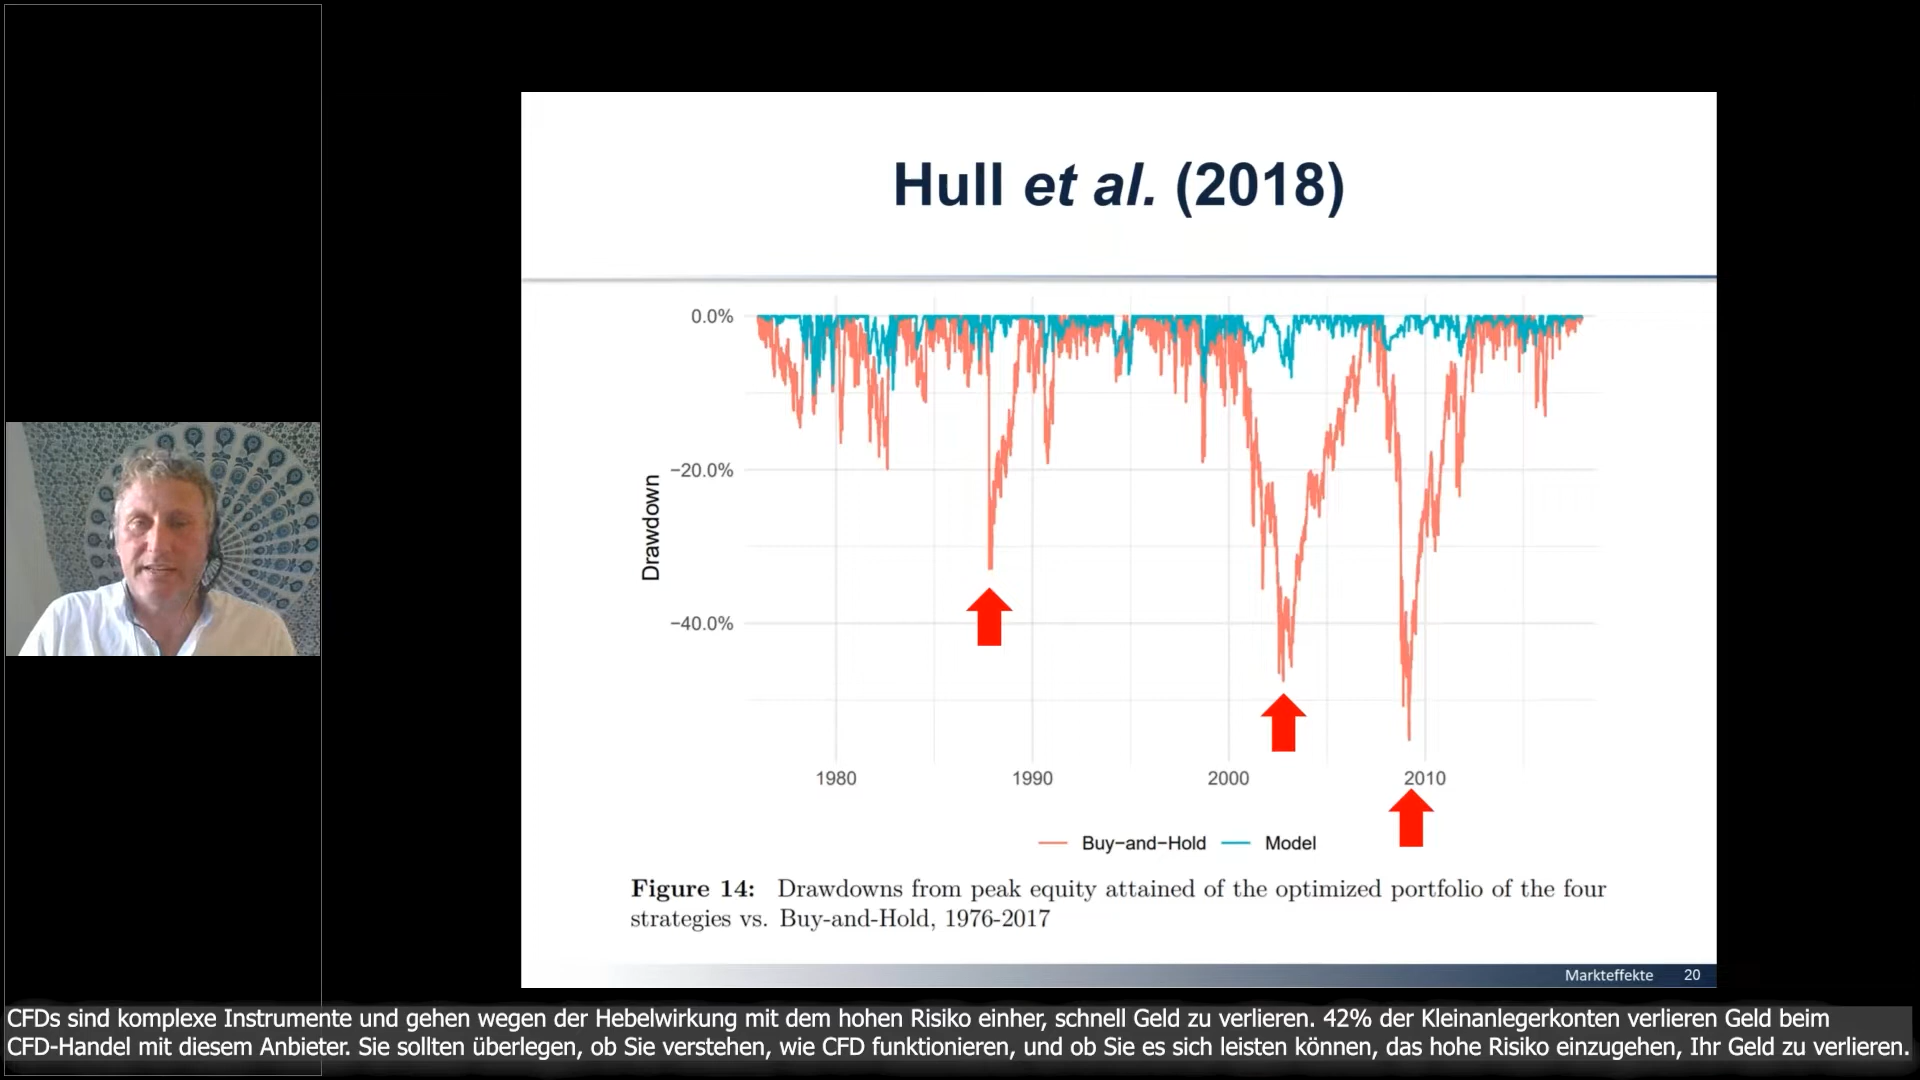 Hull et al. (2018)
0.0%
−20.0%
−40.0%
Drawdown
1980 1990 2000 2010
Buy−and−Hold Model
Figure 14: Drawdowns from peak equity attained of the optimized portfolio of the four
strategies vs. Buy-and-Hold, 1976-2017
Markteffekte 20
CFDs sind komplexe Instrumente und gehen wegen der Hebelwirkung mit dem hohen Risiko einher, schnell Geld zu verlieren. 42% der Kleinanlegerkonten verlieren Geld beim
CFD-Handel mit diesem Anbieter. Sie sollten überlegen, ob Sie verstehen, wie CFD funktionieren, und ob Sie es sich leisten können, das hohe Risiko einzugehen, Ihr Geld zu verlieren.